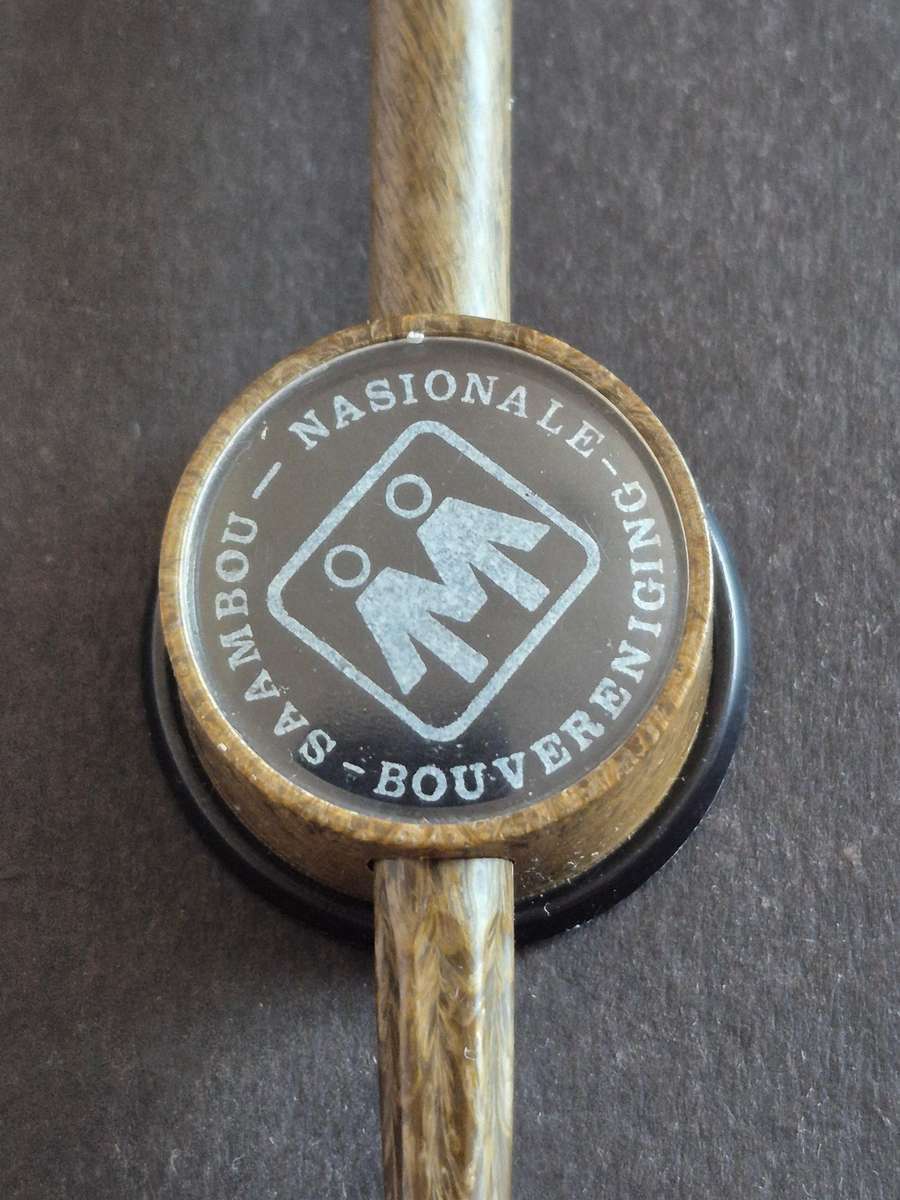 SAAMBOU — NASIONALE - BOUVERENIGING -